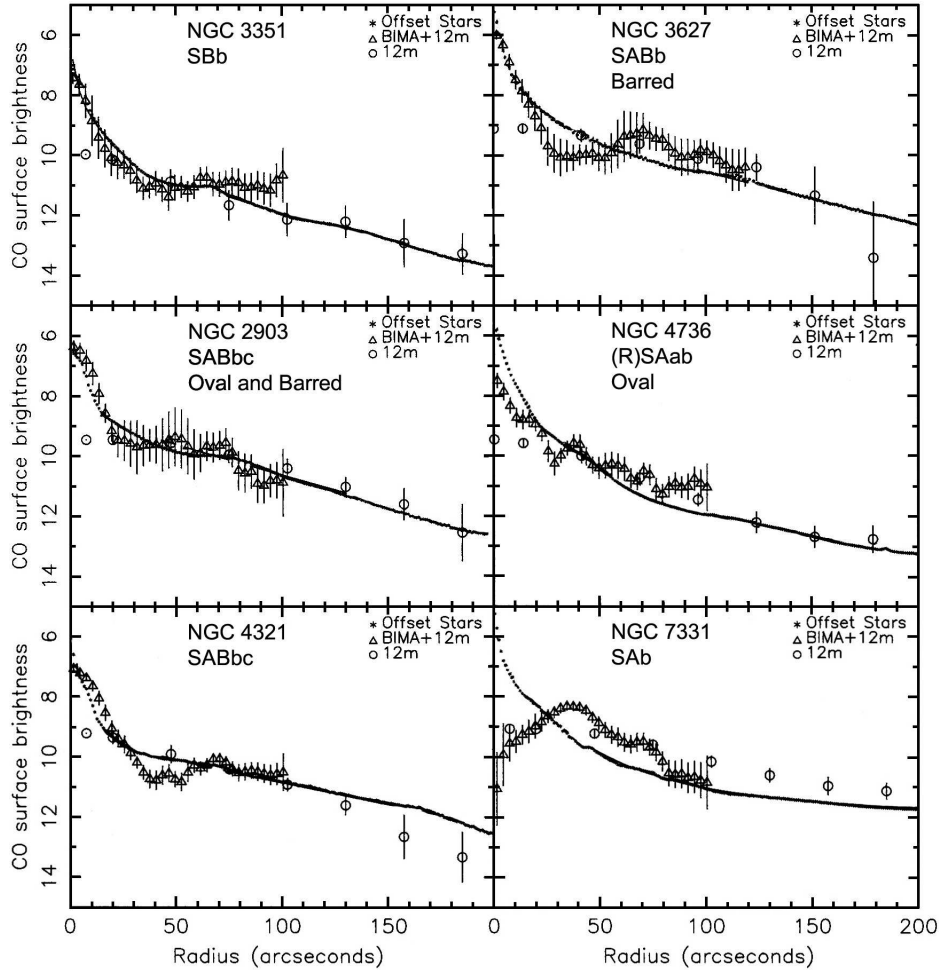 NGC 3351
SBb
* Offset Stars
△ BIMA+12m
○ 12m
NGC 3627
SABb
Barred
* Offset Stars
△ BIMA+12m
○ 12m
CO surface brightness
6
8
10
12
14
NGC 2903
SABbc
Oval and Barred
* Offset Stars
△ BIMA+12m
○ 12m
NGC 4736
(R)SAab
Oval
* Offset Stars
△ BIMA+12m
○ 12m
CO surface brightness
6
8
10
12
14
NGC 4321
SABbc
* Offset Stars
△ BIMA+12m
○ 12m
NGC 7331
SAb
* Offset Stars
△ BIMA+12m
○ 12m
CO surface brightness
6
8
10
12
14
0 50 100 150 0 50 100 150 200
Radius (arcseconds) Radius (arcseconds)